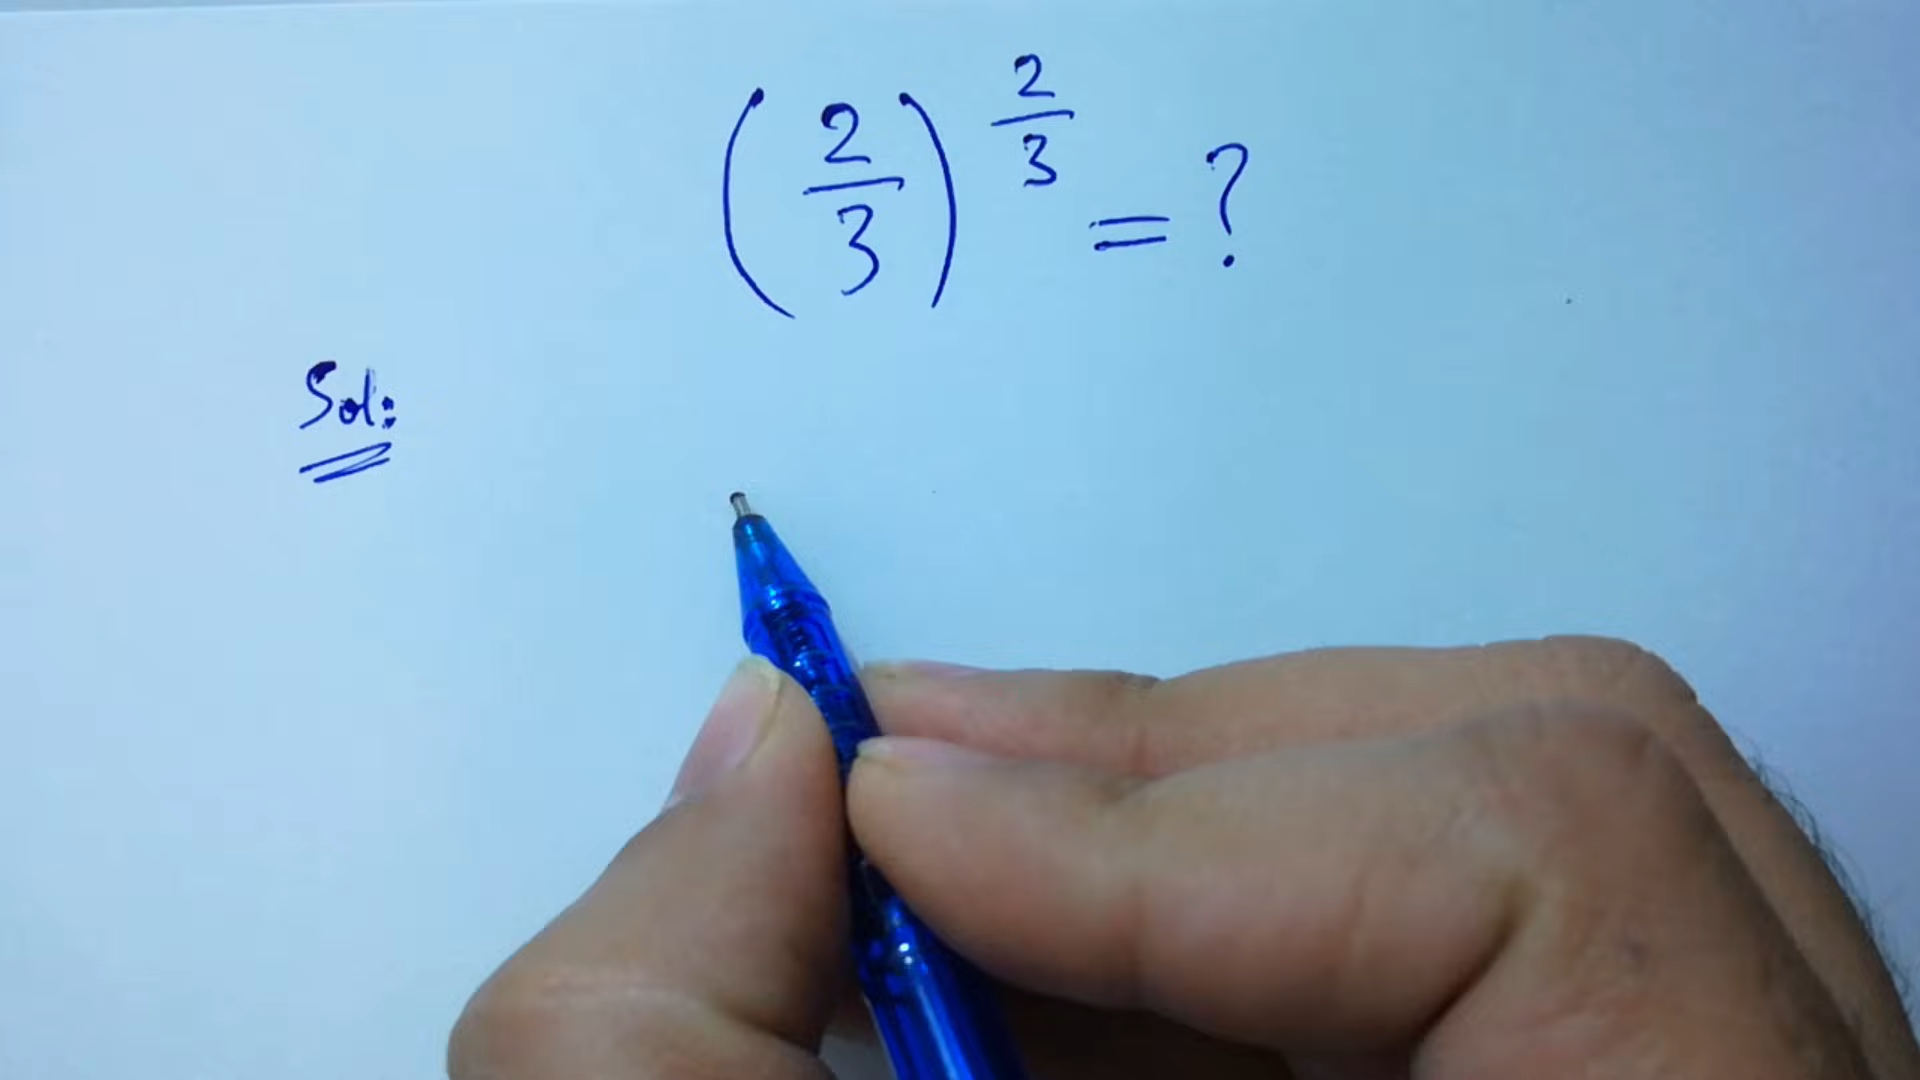 (2/3)^(2/3) = ?
Sol: